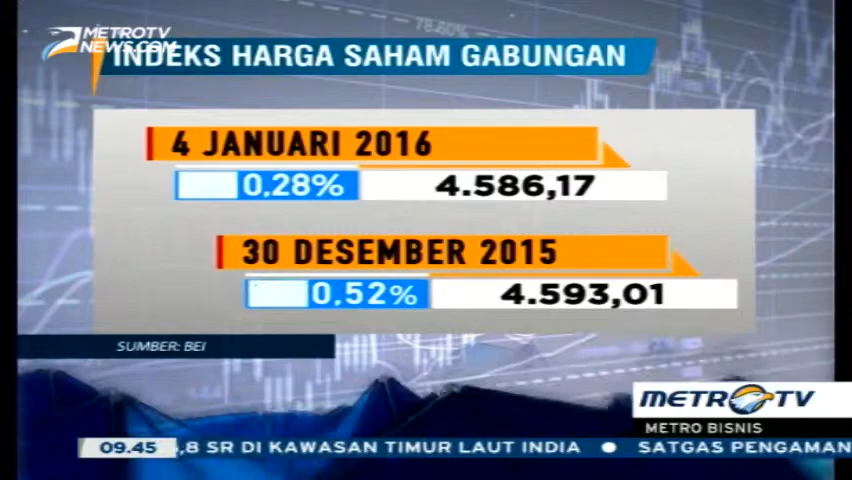 METROTV
NEWS.COM
INDEKS HARGA SAHAM GABUNGAN
4 JANUARI 2016
0,28% 4.586,17
30 DESEMBER 2015
0,52% 4.593,01
SUMBER: BEI
METRO TV
METRO BISNIS
09.45 ,8 SR DI KAWASAN TIMUR LAUT INDIA ● SATGAS PENGAMAN